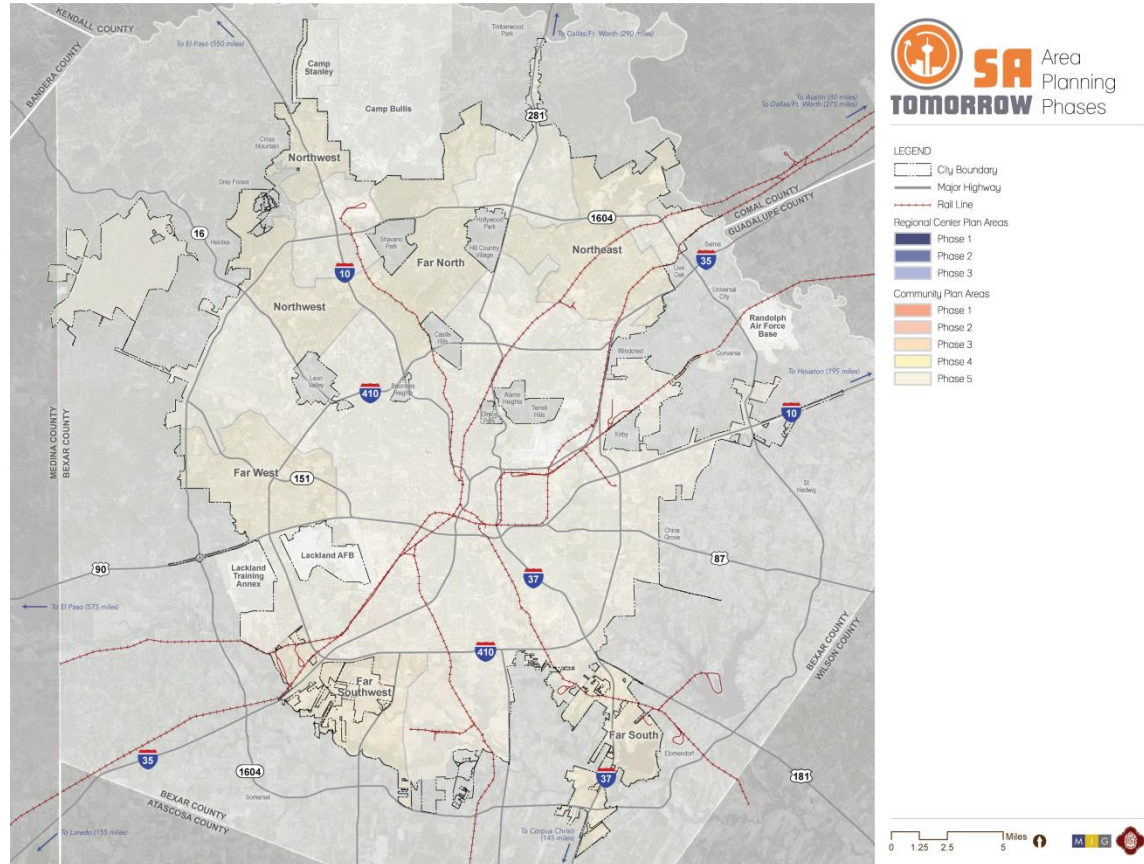 KENDALL COUNTY
BANDERA COUNTY
To El Paso (550 miles)
Camp
Stanley
Camp Bullis
Timberwood
Park
To Dallas/Ft. Worth (290 miles)
281
To Austin (80 miles)
To Dallas/Ft. Worth (275 miles)
Cross
Mountain
Northwest
Grey Forest
COMAL COUNTY
GUADALUPE COUNTY
16
Helotes
Shavano
Park
Hollywood
Park
Hill Country
Village
1604
Selma
10
Far North
Northeast
35
Live
Oak
Universal
City
Northwest
Randolph
Air Force
Base
Castle
Hills
Windcrest
Converse
Leon
Valley
410
Balcones
Heights
Alamo
Heights
Olmos
Park
Terrell
Hills
Kirby
To Houston (195 miles)
10
MEDINA COUNTY
BEXAR COUNTY
Far West
151
St
Hedwig
China
Grove
Lackland AFB
Lackland
Training
Annex
90
87
37
To El Paso (575 miles)
410
BEXAR COUNTY
WILSON COUNTY
Far
Southwest
Far South
Elmendorf
35
1604
37
181
Somerset
BEXAR COUNTY
ATASCOSA COUNTY
To Laredo (155 miles)
To Corpus Christi
(145 miles)
SA
TOMORROW
Area
Planning
Phases
LEGEND
City Boundary
Major Highway
Rail Line
Regional Center Plan Areas
Phase 1
Phase 2
Phase 3
Community Plan Areas
Phase 1
Phase 2
Phase 3
Phase 4
Phase 5
Miles
0 1.25 2.5 5
M I G